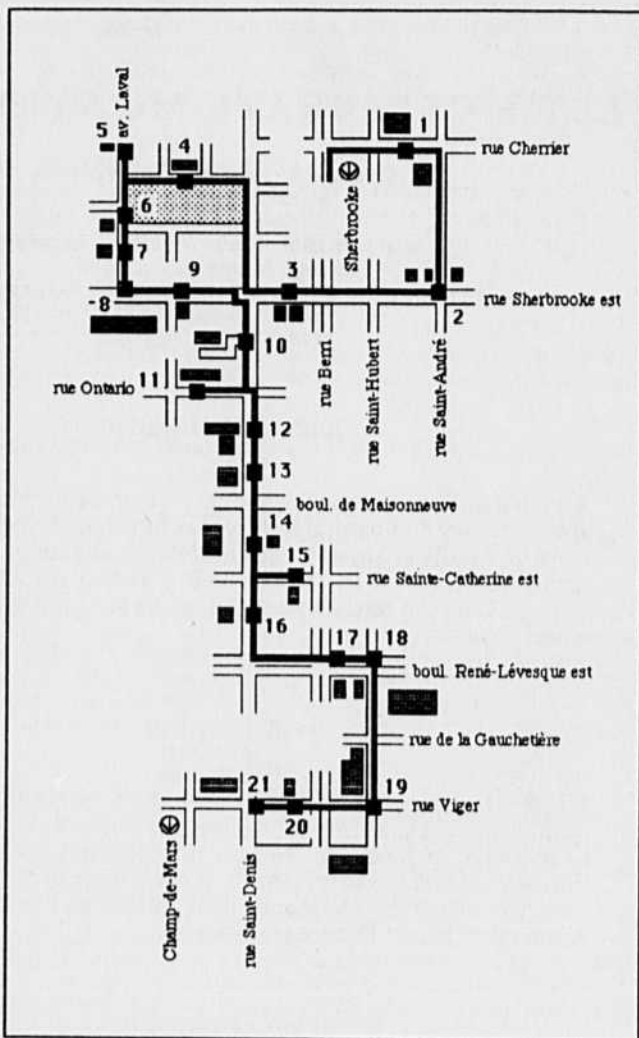 av. Laval
5
4
1
rue Cherrier
Sherbrooke
6
7
9
3
8
2
rue Sherbrooke est
10
rue Berri
rue Saint-Hubert
rue Saint-André
11
rue Ontario
12
13
boul. de Maisonneuve
14
15
rue Sainte-Catherine est
16
17
18
boul. René-Lévesque est
rue de la Gauchetière
21
19
20
rue Viger
Champ-de-Mars
rue Saint-Denis